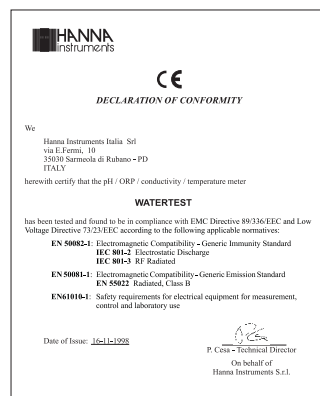 HANNA
instruments
CE
DECLARATION OF CONFORMITY
We
Hanna Instruments Italia Srl
via E.Fermi, 10
35030 Sarmeola di Rubano - PD
ITALY
herewith certify that the pH / ORP / conductivity / temperature meter
WATERTEST
has been tested and found to be in compliance with EMC Directive 89/336/EEC and Low
Voltage Directive 73/23/EEC according to the following applicable normatives:
EN 50082-1: Electromagnetic Compatibility - Generic Immunity Standard
IEC 801-2 Electrostatic Discharge
IEC 801-3 RF Radiated
EN 50081-1: Electromagnetic Compatibility - Generic Emission Standard
EN 55022 Radiated, Class B
EN61010-1: Safety requirements for electrical equipment for measurement,
control and laboratory use
Date of Issue: 16-11-1998
P. Cesa - Technical Director
On behalf of
Hanna Instruments S.r.l.